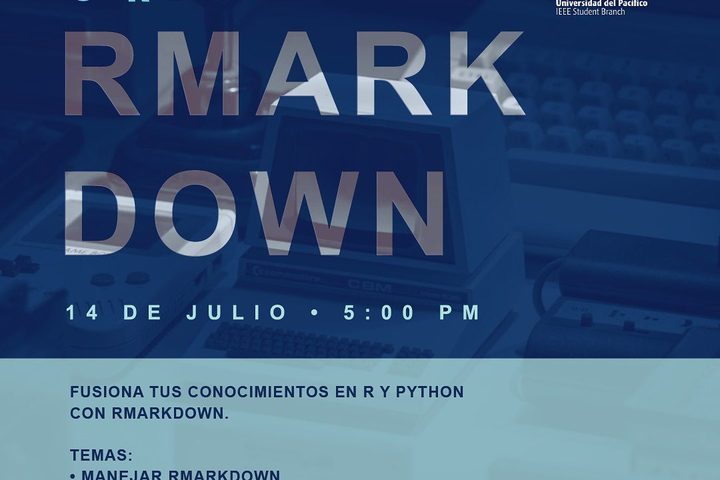 Universidad del Pacífico
IEEE Student Branch
RMARK
DOWN
14 DE JULIO • 5:00 PM
FUSIONA TUS CONOCIMIENTOS EN R Y PYTHON
CON RMARKDOWN.
TEMAS:
• MANEJAR RMARKDOWN